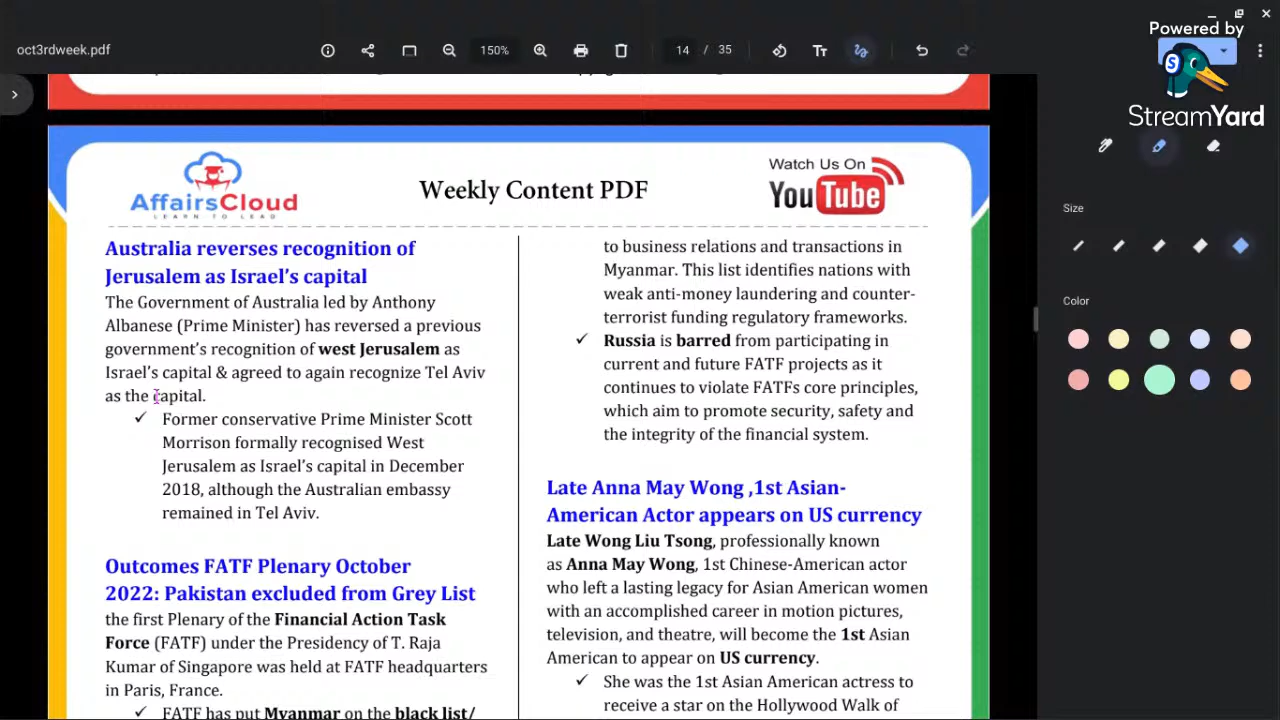 oct3rdweek.pdf
150%
14 / 35
Powered by
StreamYard
Size
Color
AffairsCloud
LEARN TO LEAD
Weekly Content PDF
Watch Us On
YouTube
Australia reverses recognition of
Jerusalem as Israel's capital
The Government of Australia led by Anthony
Albanese (Prime Minister) has reversed a previous
government's recognition of west Jerusalem as
Israel's capital & agreed to again recognize Tel Aviv
as the capital.
✓ Former conservative Prime Minister Scott
Morrison formally recognised West
Jerusalem as Israel's capital in December
2018, although the Australian embassy
remained in Tel Aviv.
Outcomes FATF Plenary October
2022: Pakistan excluded from Grey List
the first Plenary of the Financial Action Task
Force (FATF) under the Presidency of T. Raja
Kumar of Singapore was held at FATF headquarters
in Paris, France.
✓ FATF has put Myanmar on the black list/
to business relations and transactions in
Myanmar. This list identifies nations with
weak anti-money laundering and counter-
terrorist funding regulatory frameworks.
✓ Russia is barred from participating in
current and future FATF projects as it
continues to violate FATFs core principles,
which aim to promote security, safety and
the integrity of the financial system.
Late Anna May Wong ,1st Asian-
American Actor appears on US currency
Late Wong Liu Tsong, professionally known
as Anna May Wong, 1st Chinese-American actor
who left a lasting legacy for Asian American women
with an accomplished career in motion pictures,
television, and theatre, will become the 1st Asian
American to appear on US currency.
✓ She was the 1st Asian American actress to
receive a star on the Hollywood Walk of